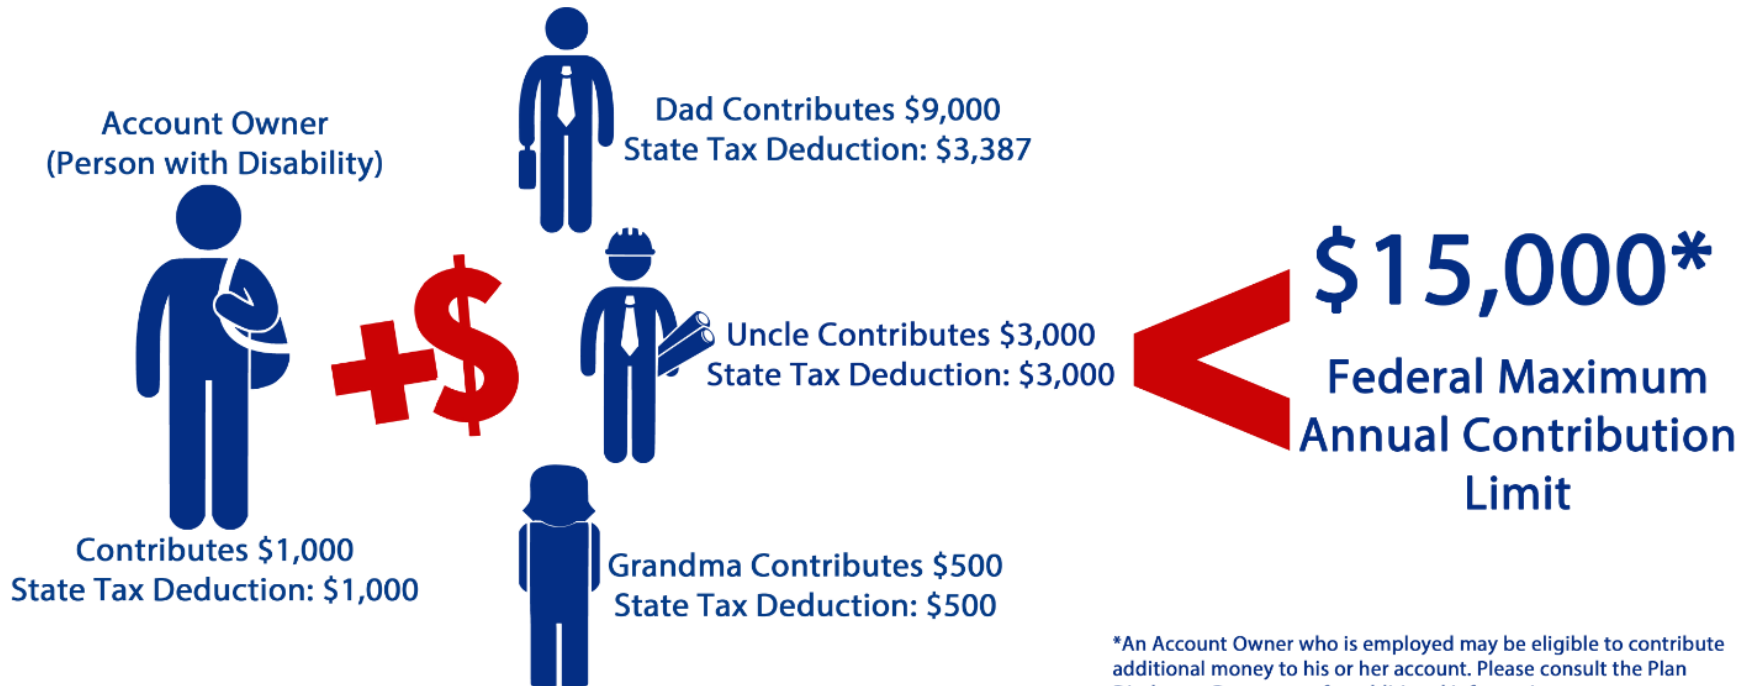 Account Owner
(Person with Disability)
Contributes $1,000
State Tax Deduction: $1,000
+$
Dad Contributes $9,000
State Tax Deduction: $3,387
Uncle Contributes $3,000
State Tax Deduction: $3,000
Grandma Contributes $500
State Tax Deduction: $500
<
$15,000*
Federal Maximum
Annual Contribution
Limit
*An Account Owner who is employed may be eligible to contribute
additional money to his or her account. Please consult the Plan